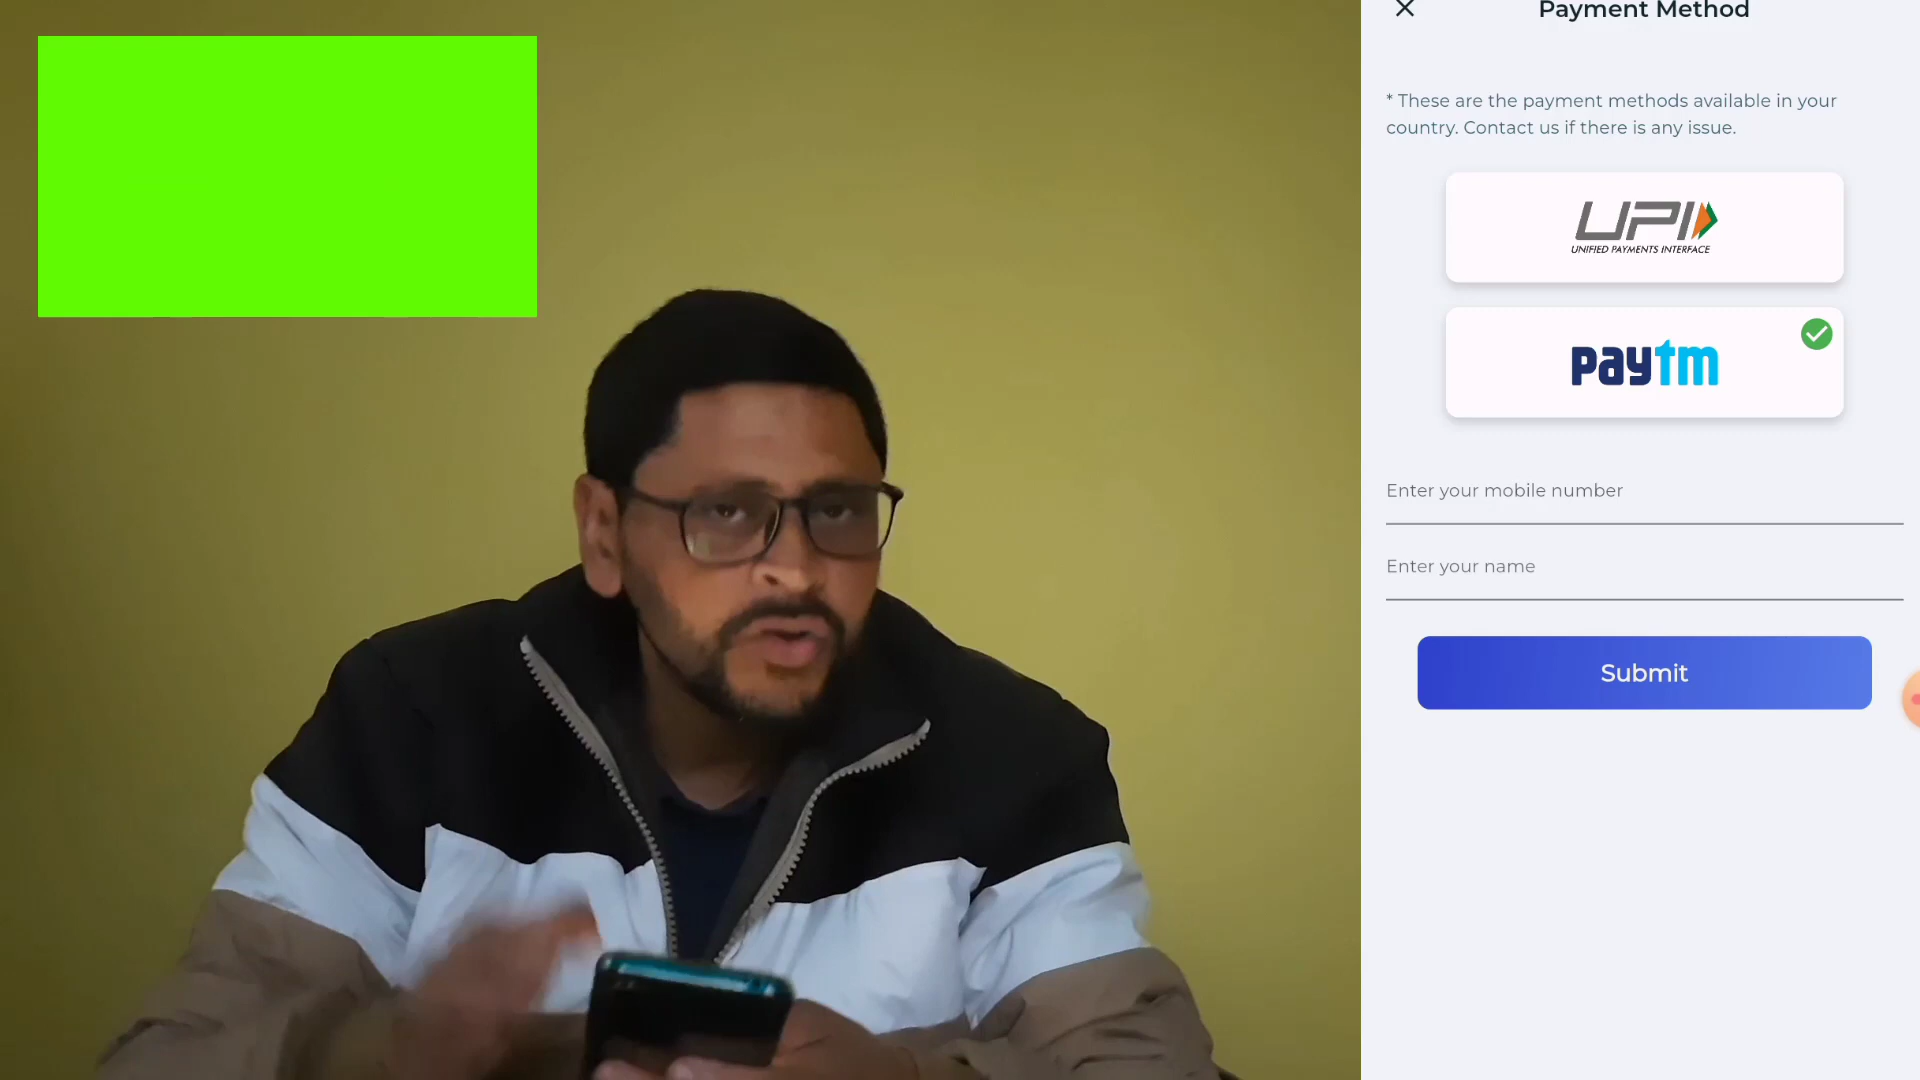 Payment Method
* These are the payment methods available in your
country. Contact us if there is any issue.
UPI
UNIFIED PAYMENTS INTERFACE
paytm
Enter your mobile number
Enter your name
Submit